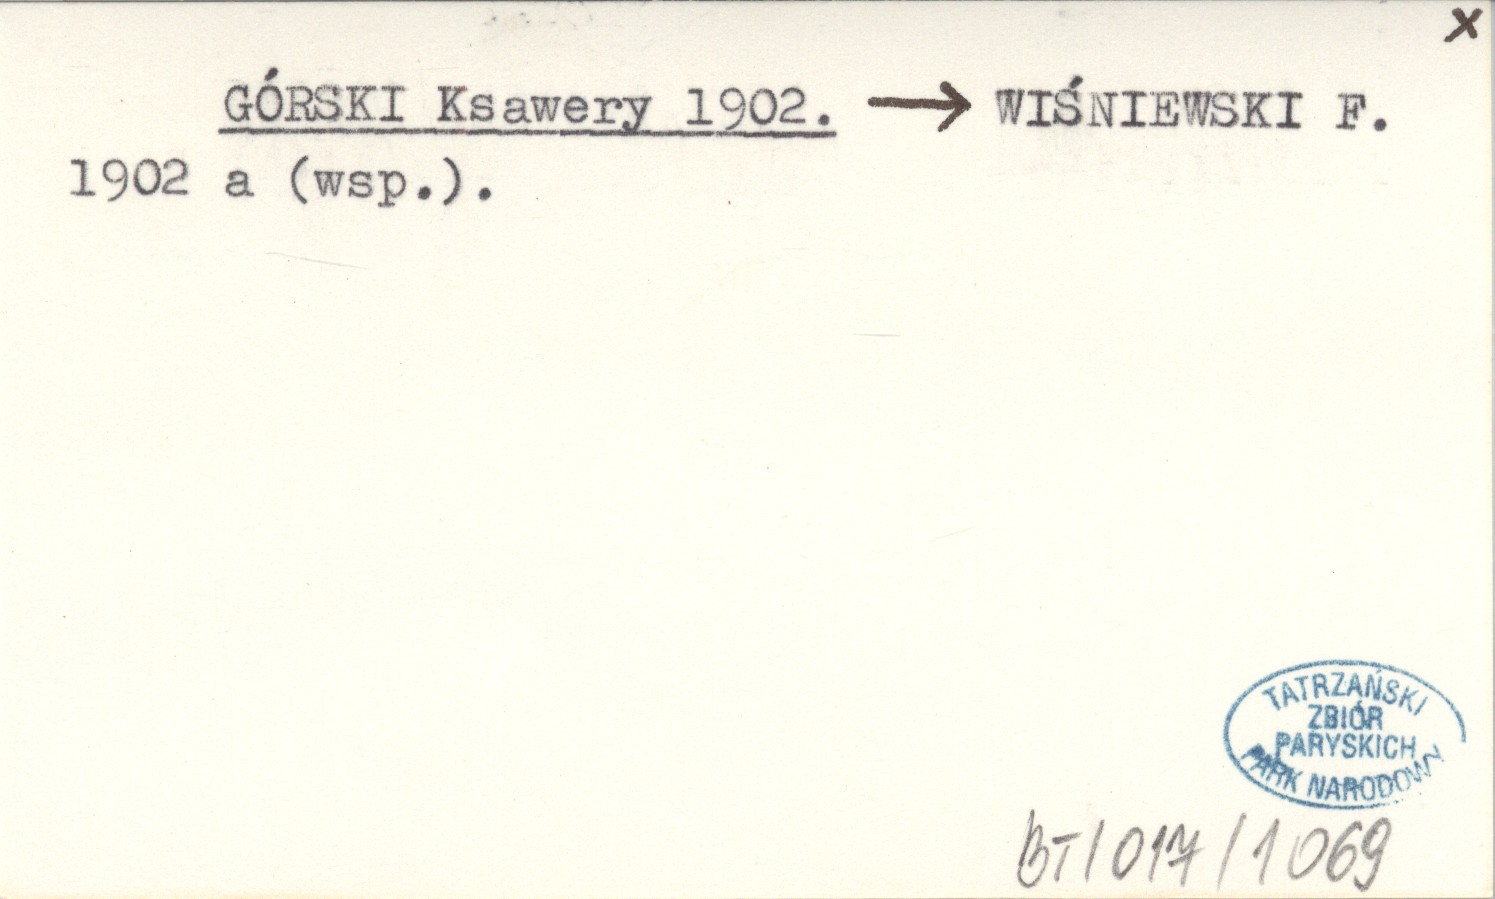 x
GÓRSKI Ksawery 1902. → WIŚNIEWSKI F.
1902 a (wsp.).
TATRZAŃSKI
ZBIÓR
PARYSKICH
PARK NARODOWY
BT/017/1069